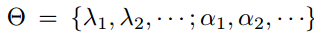 Θ = {λ₁, λ₂, ⋯; α₁, α₂, ⋯}